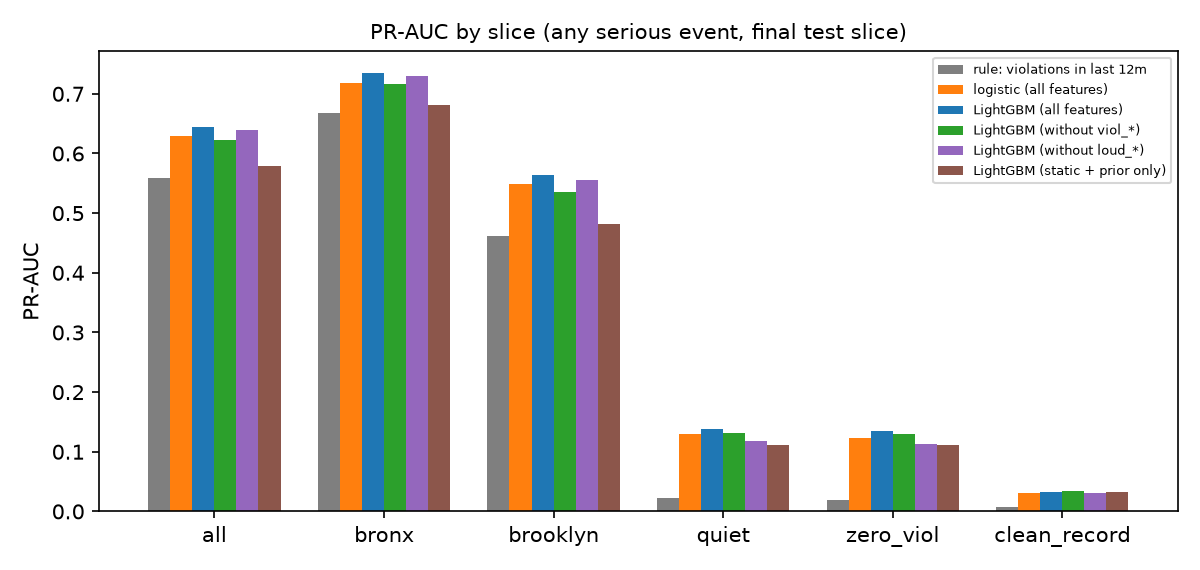 PR-AUC by slice (any serious event, final test slice)
rule: violations in last 12m
logistic (all features)
LightGBM (all features)
LightGBM (without viol_*)
LightGBM (without loud_*)
LightGBM (static + prior only)
PR-AUC
0.7
0.6
0.5
0.4
0.3
0.2
0.1
0.0
all bronx brooklyn quiet zero_viol clean_record